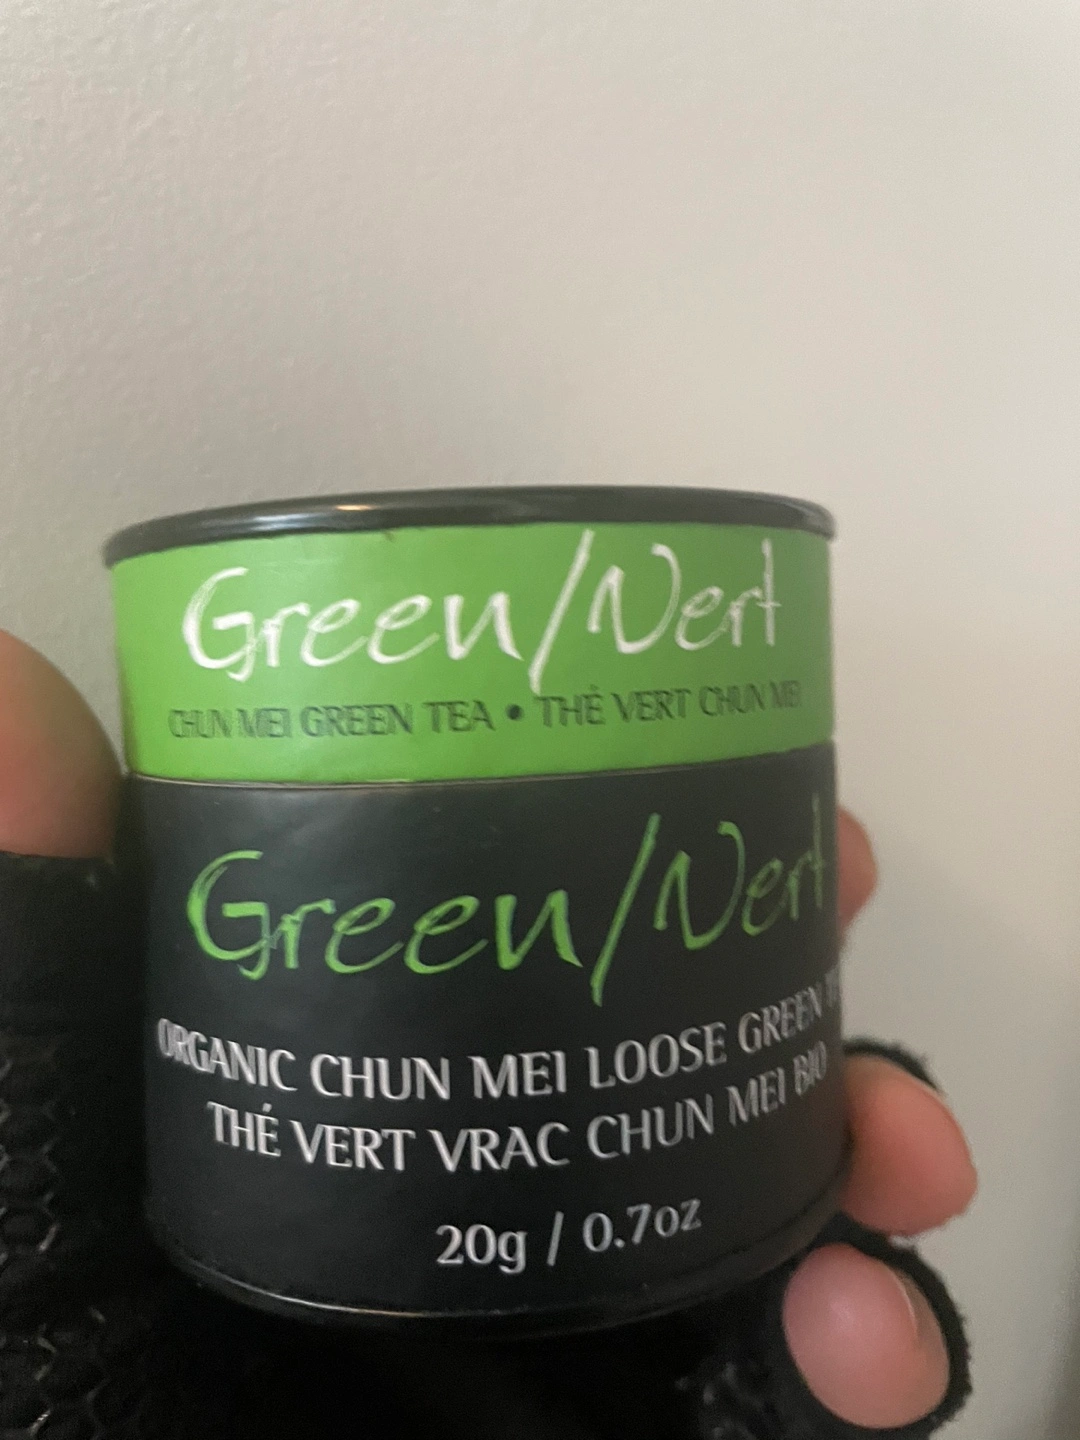 Green/Vert
CHUN MEI GREEN TEA • THÉ VERT CHUN MEI
Green/Vert
ORGANIC CHUN MEI LOOSE GREEN
THÉ VERT VRAC CHUN MEI BIO
20g / 0.7oz